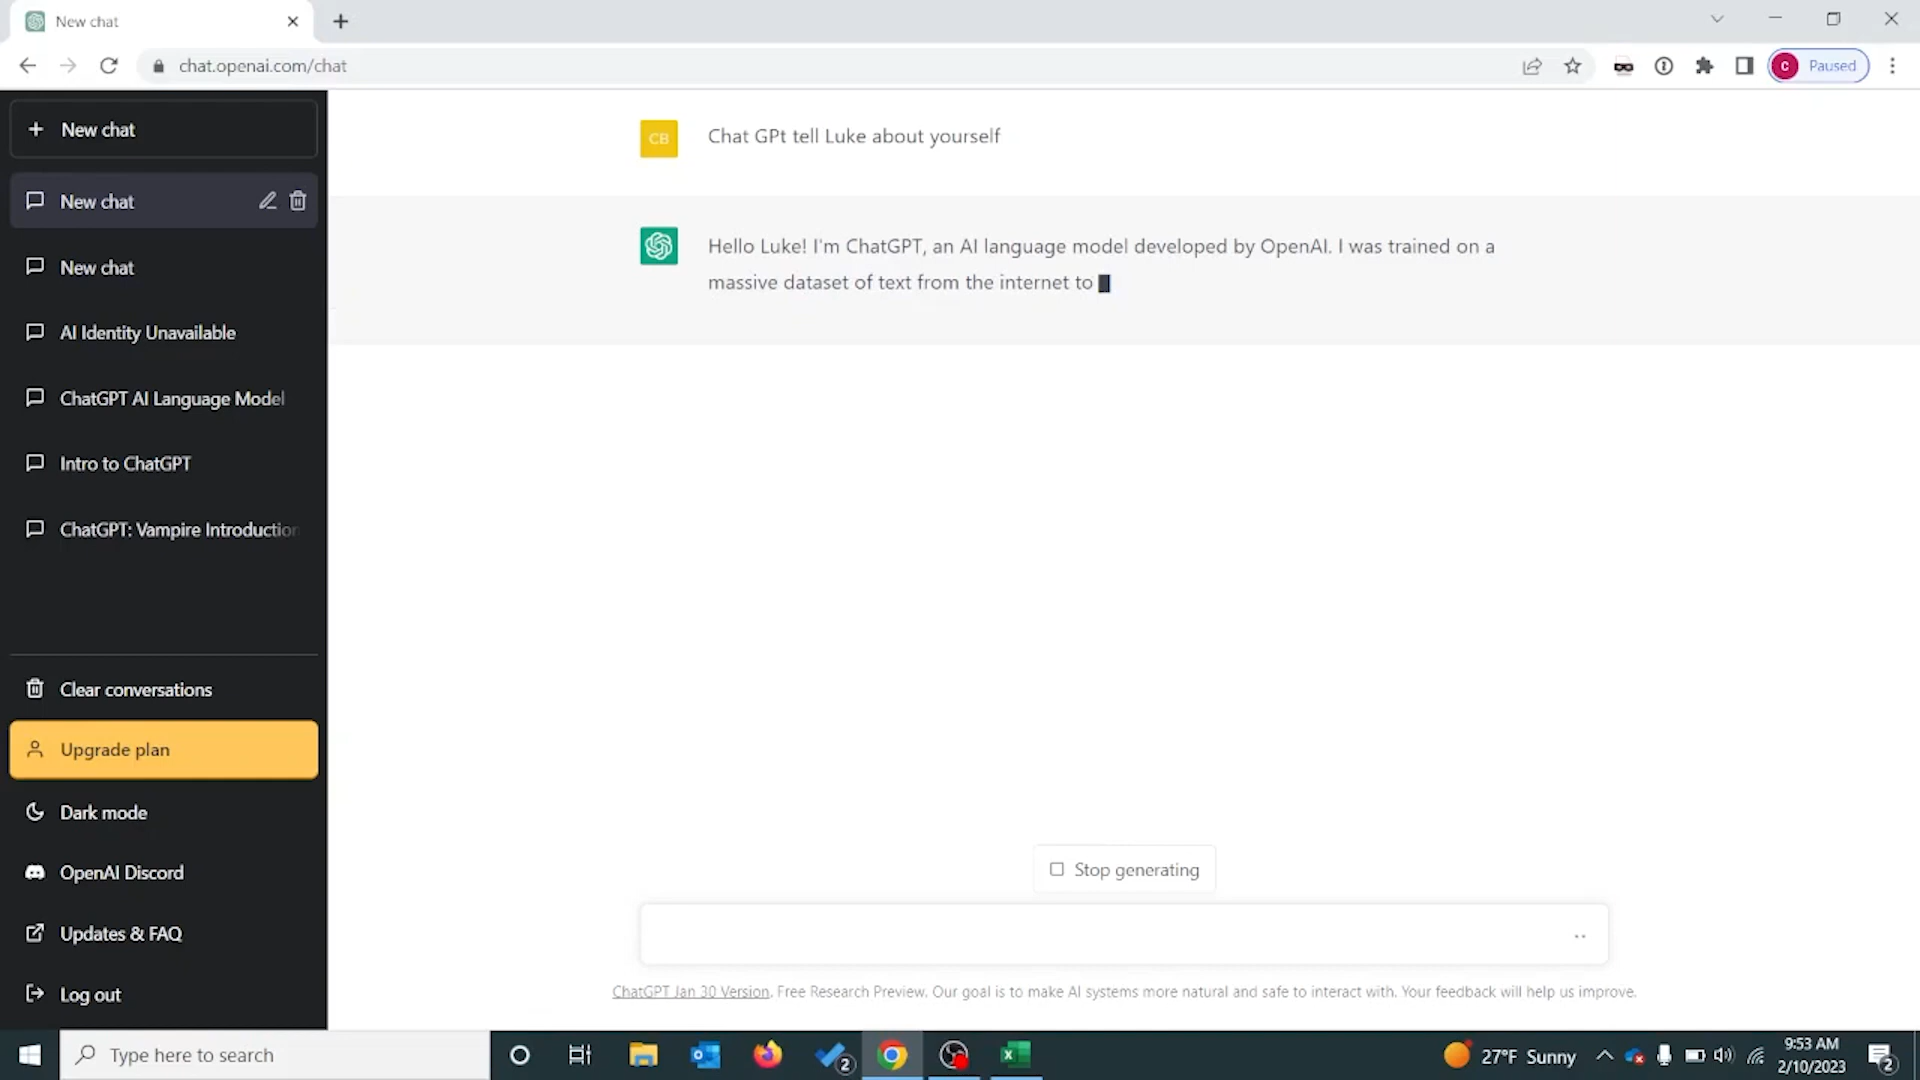 New chat
chat.openai.com/chat
C Paused
New chat
New chat
New chat
AI Identity Unavailable
ChatGPT AI Language Model
Intro to ChatGPT
ChatGPT: Vampire Introduction
Clear conversations
Upgrade plan
Dark mode
OpenAI Discord
Updates & FAQ
Log out
CB Chat GPt tell Luke about yourself
Hello Luke! I'm ChatGPT, an AI language model developed by OpenAI. I was trained on a
massive dataset of text from the internet to
Stop generating
ChatGPT Jan 30 Version. Free Research Preview. Our goal is to make AI systems more natural and safe to interact with. Your feedback will help us improve.
Type here to search
2
27°F Sunny
9:53 AM
2/10/2023
2